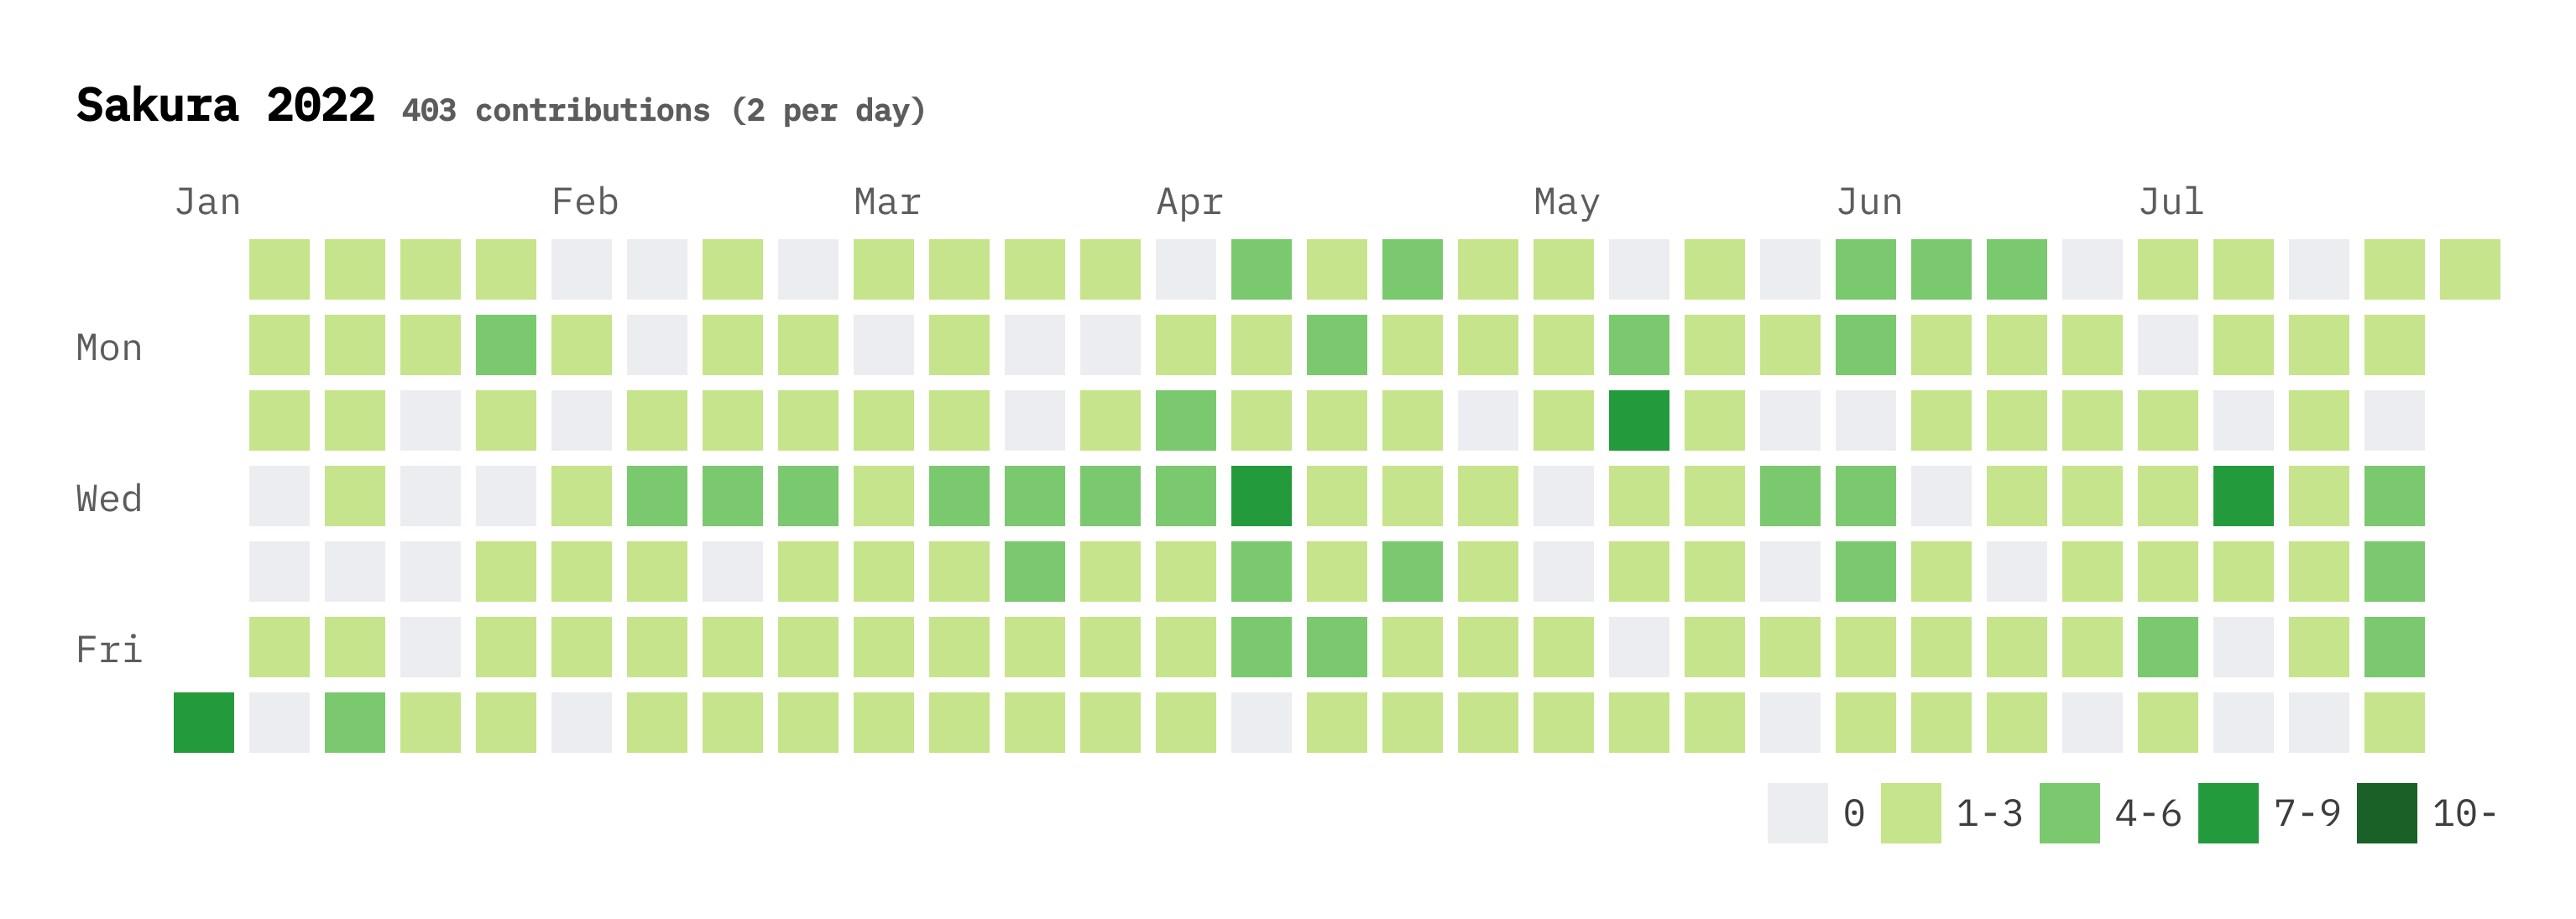 Sakura 2022 403 contributions (2 per day)
Jan Feb Mar Apr May Jun Jul
Mon
Wed
Fri
0 1-3 4-6 7-9 10-